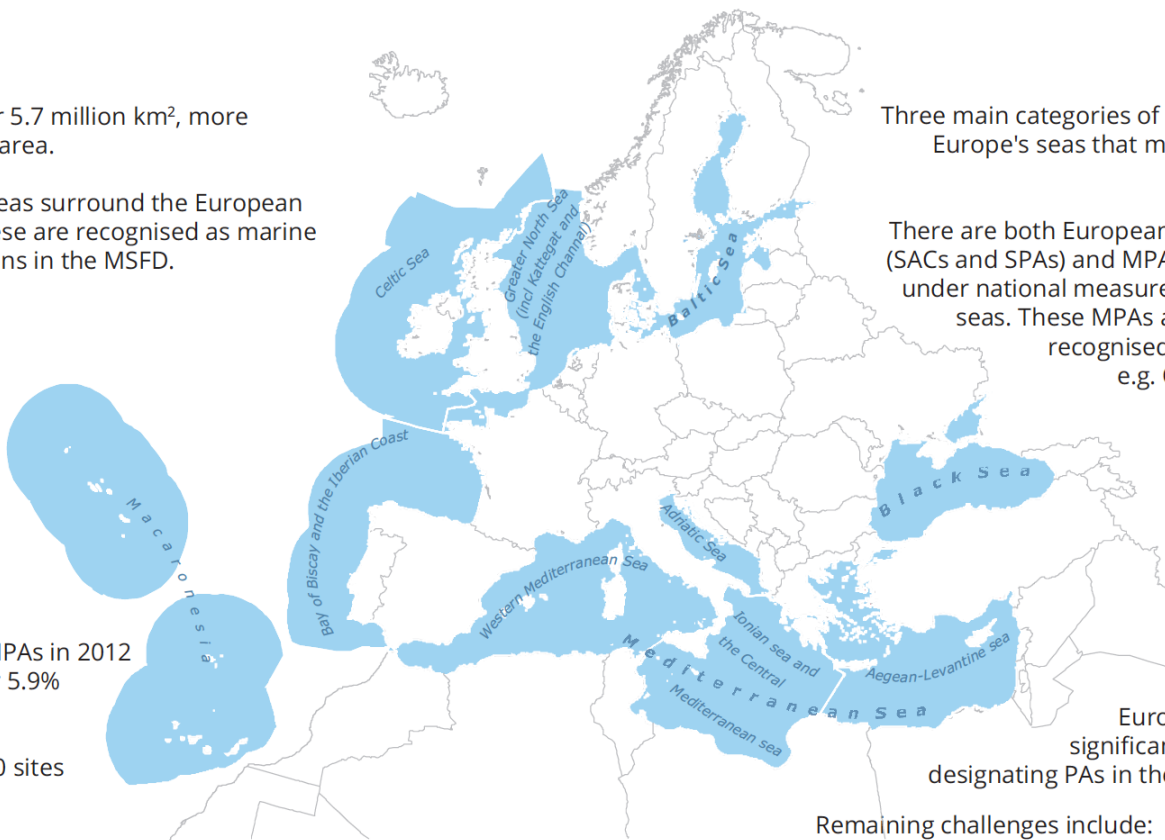 r 5.7 million km², more
area.
eas surround the European
ese are recognised as marine
ns in the MSFD.
Three main categories of
Europe's seas that m
There are both European
(SACs and SPAs) and MPA
under national measure
seas. These MPAs a
recognised
e.g.
Celtic Sea
Greater North Sea
(incl Kattegat and
the English Channal)
Baltic Sea
Macaronesia
Bay of Biscay and the Iberian Coast
Black Sea
Adriatic Sea
Western Mediterranean Sea
Mediterranean Sea
Ionian sea and
the Central
Mediterranean sea
Aegean-Levantine sea
MPAs in 2012
5.9%
0 sites
Euro
significan
designating PAs in the
Remaining challenges include: